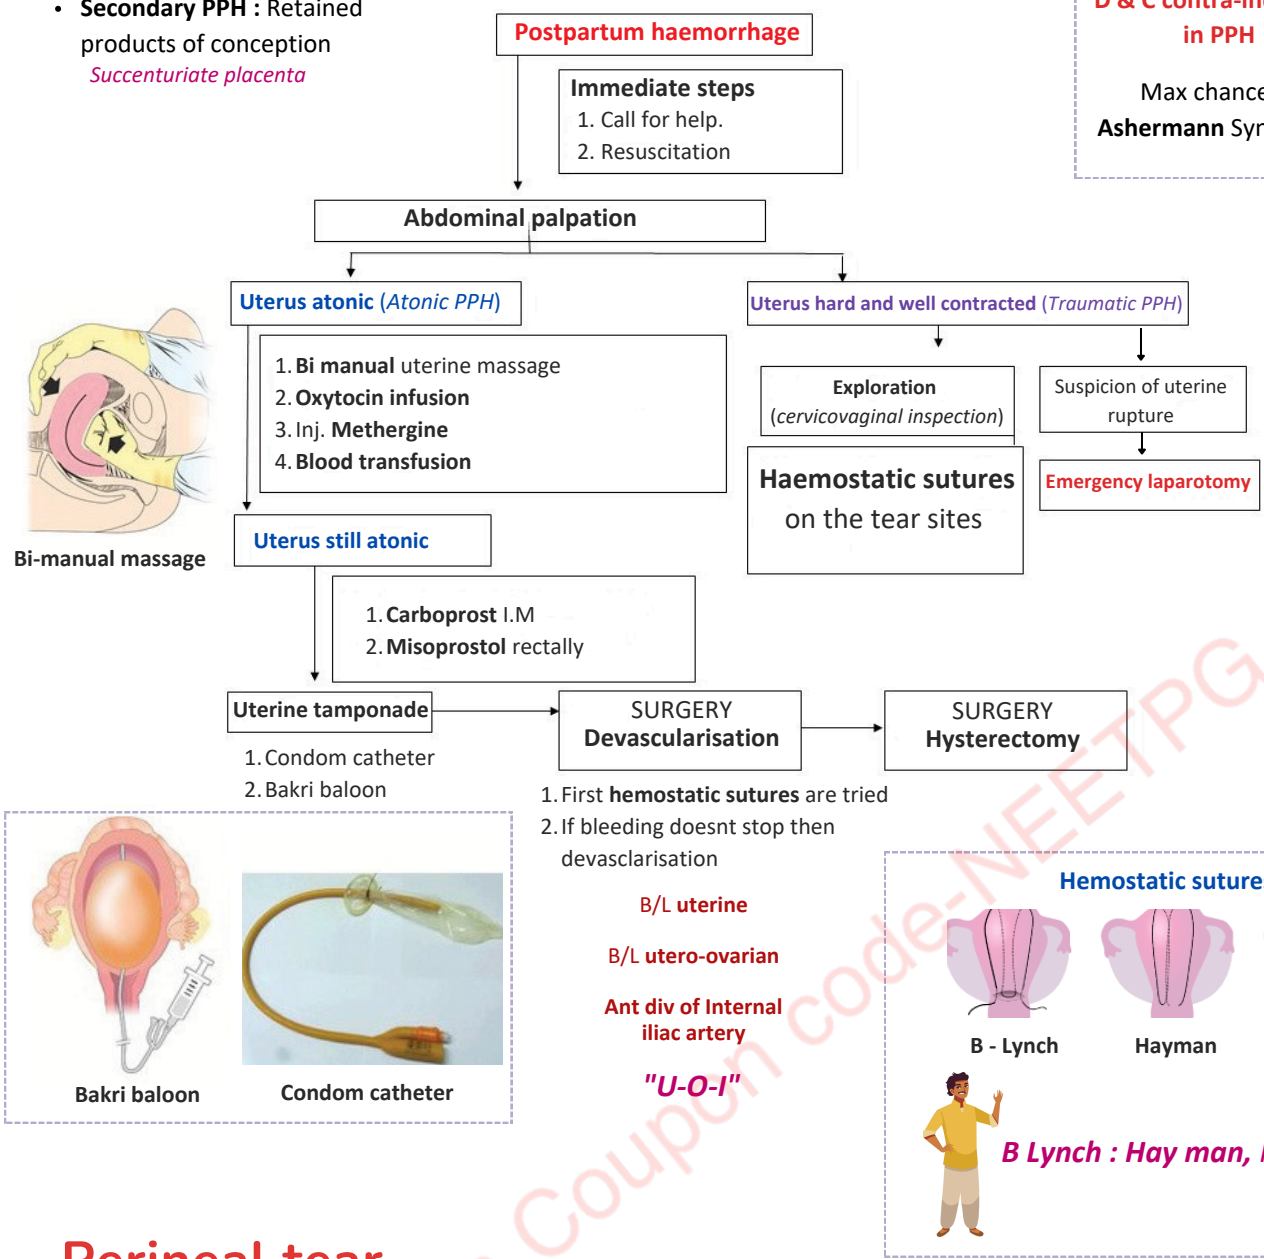 • Secondary PPH : Retained
products of conception
Succenturiate placenta
D & C
in PPH
Max
Ashermann
Postpartum haemorrhage
Immediate steps
1. Call for help.
2. Resuscitation
Abdominal palpation
Uterus atonic (Atonic PPH)
Uterus hard and well contracted (Traumatic PPH)
1. Bi manual uterine massage
2. Oxytocin infusion
3. Inj. Methergine
4. Blood transfusion
Bi-manual massage
Exploration
(cervicovaginal inspection)
Haemostatic sutures
on the tear sites
Suspicion of uterine
rupture
Emergency laparotomy
Uterus still atonic
1. Carboprost I.M
2. Misoprostol rectally
Uterine tamponade
1. Condom catheter
2. Bakri baloon
SURGERY
Devascularisation
SURGERY
Hysterectomy
1. First hemostatic sutures are tried
2. If bleeding doesnt stop then
devasclarisation
B/L uterine
B/L utero-ovarian
Ant div of Internal
iliac artery
"U-O-I"
Bakri baloon
Condom catheter
Hemostatic
B - Lynch
Hayman
B Lynch : Hay man,
Perineal tear
Coupon code-NEETPG